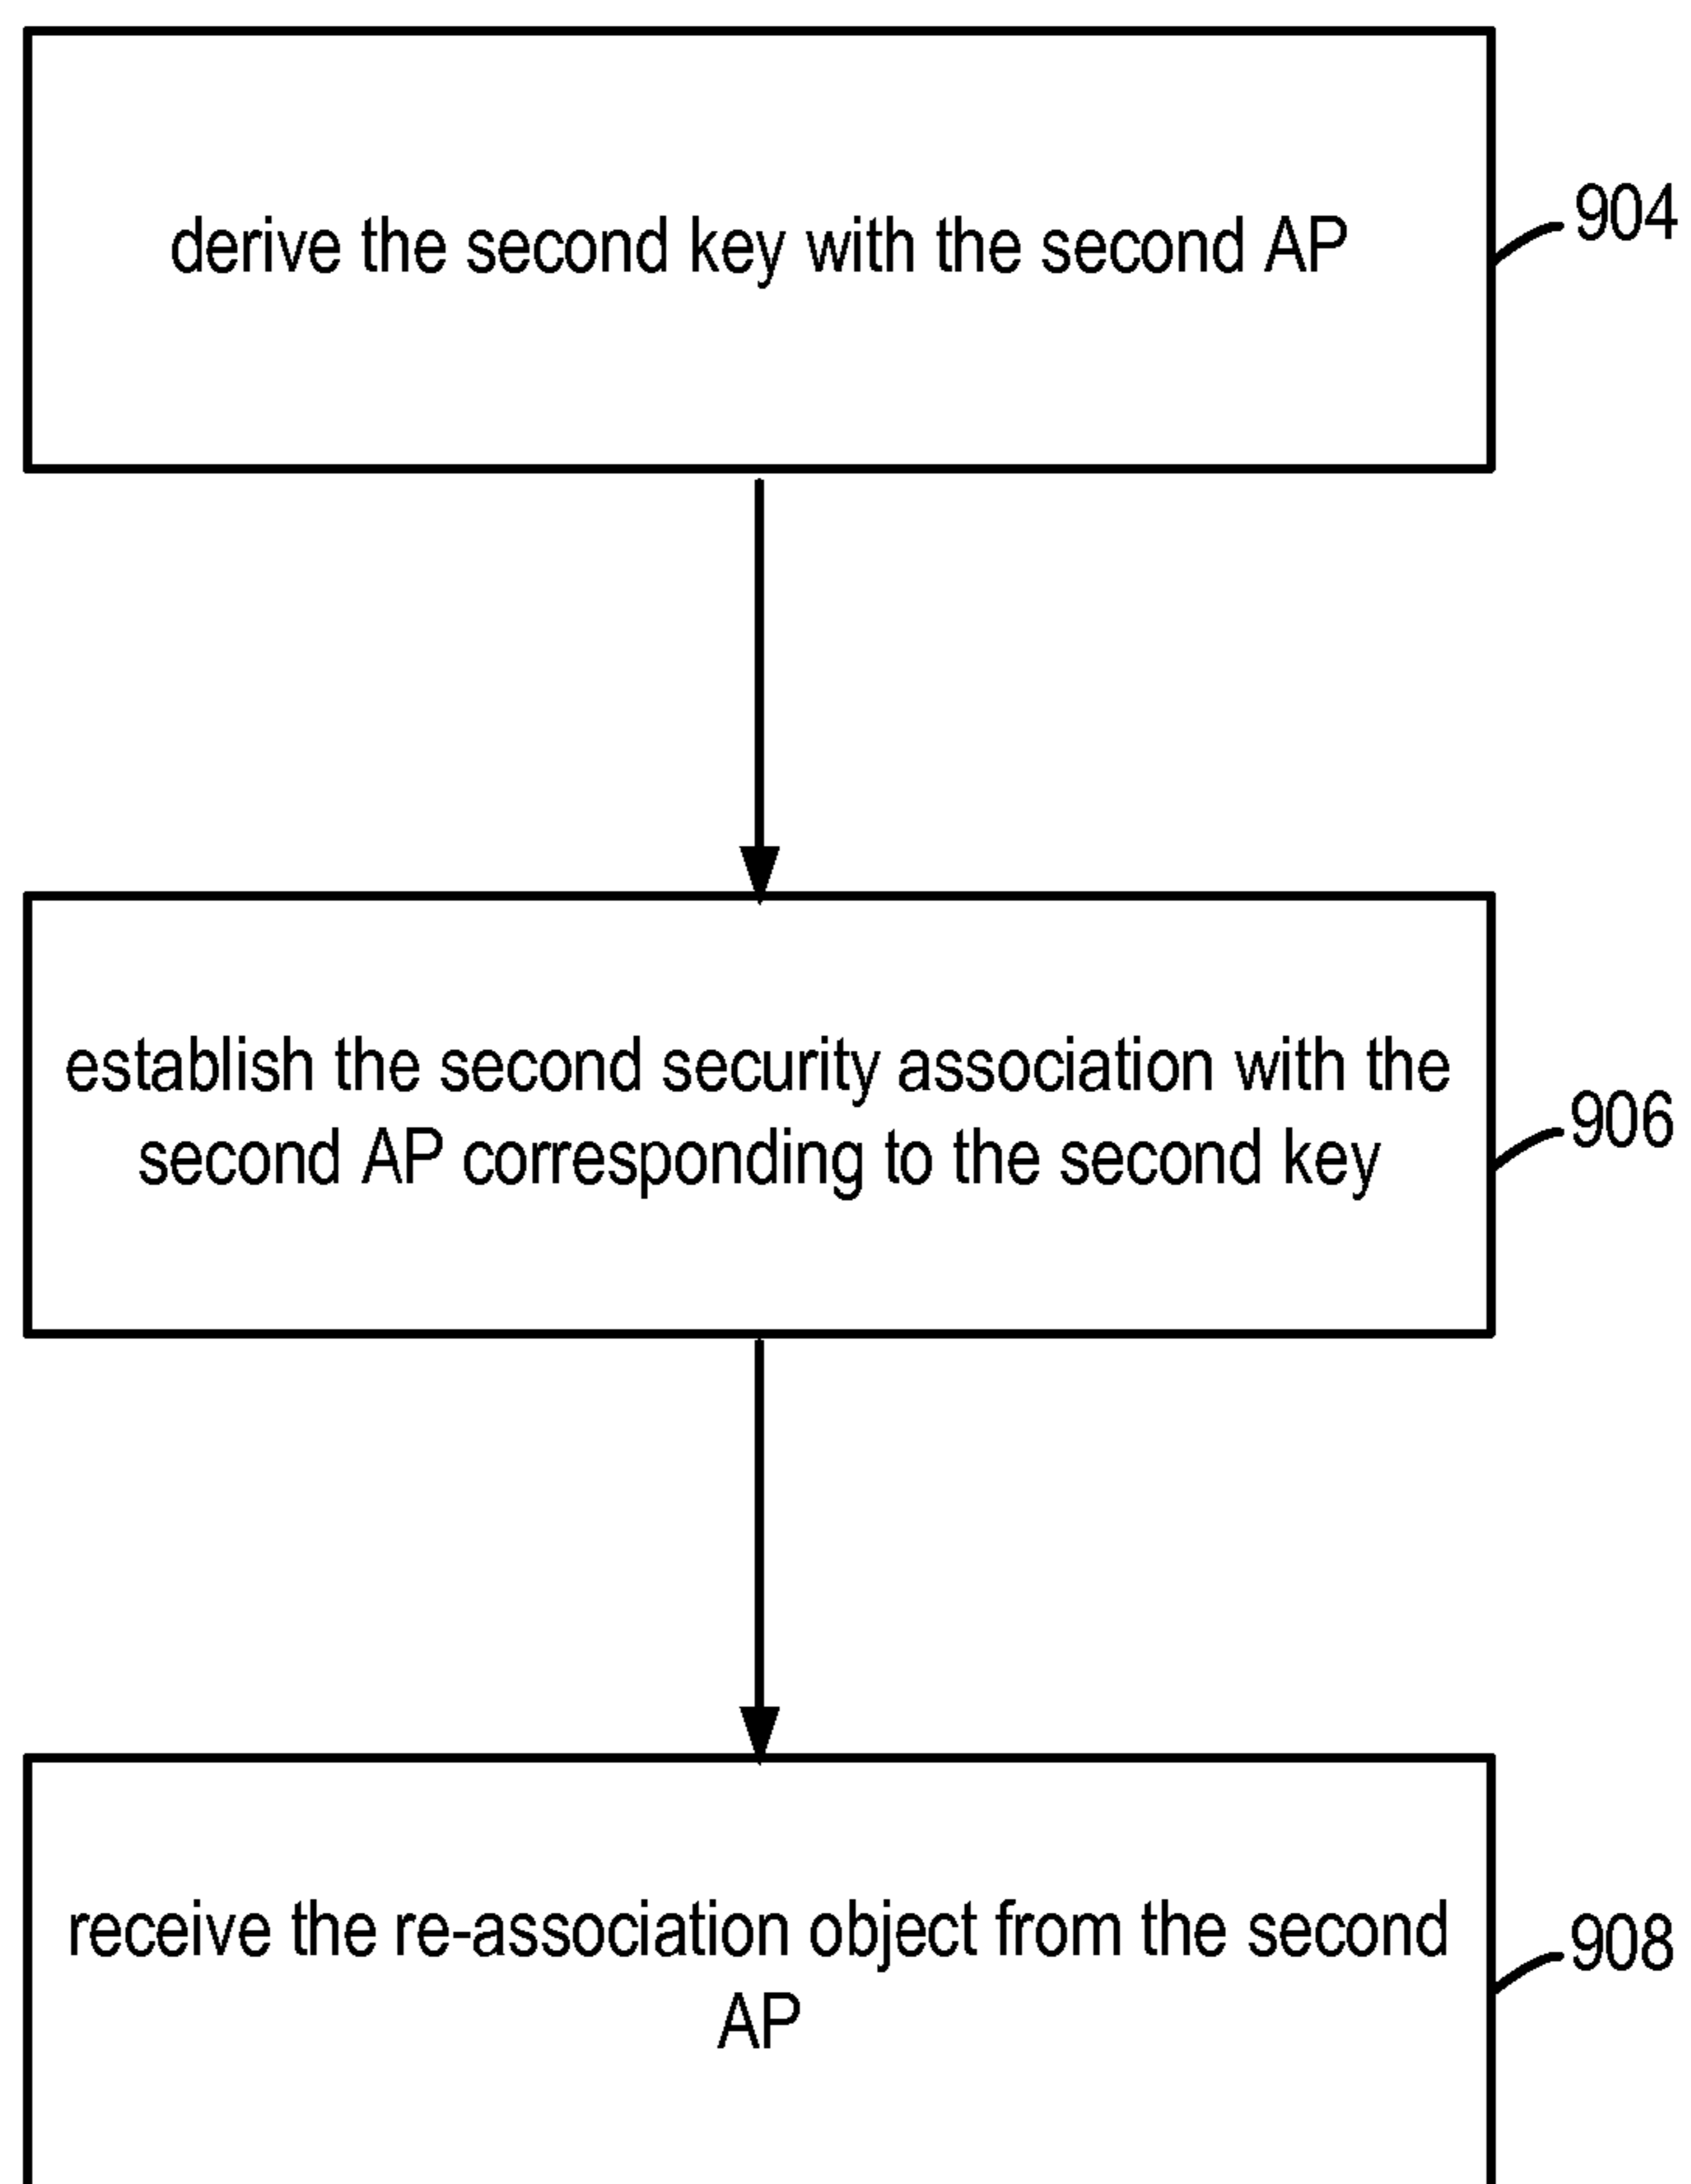 derive the second key with the second AP
904
establish the second security association with the
second AP corresponding to the second key
906
receive the re-association object from the second
AP
908